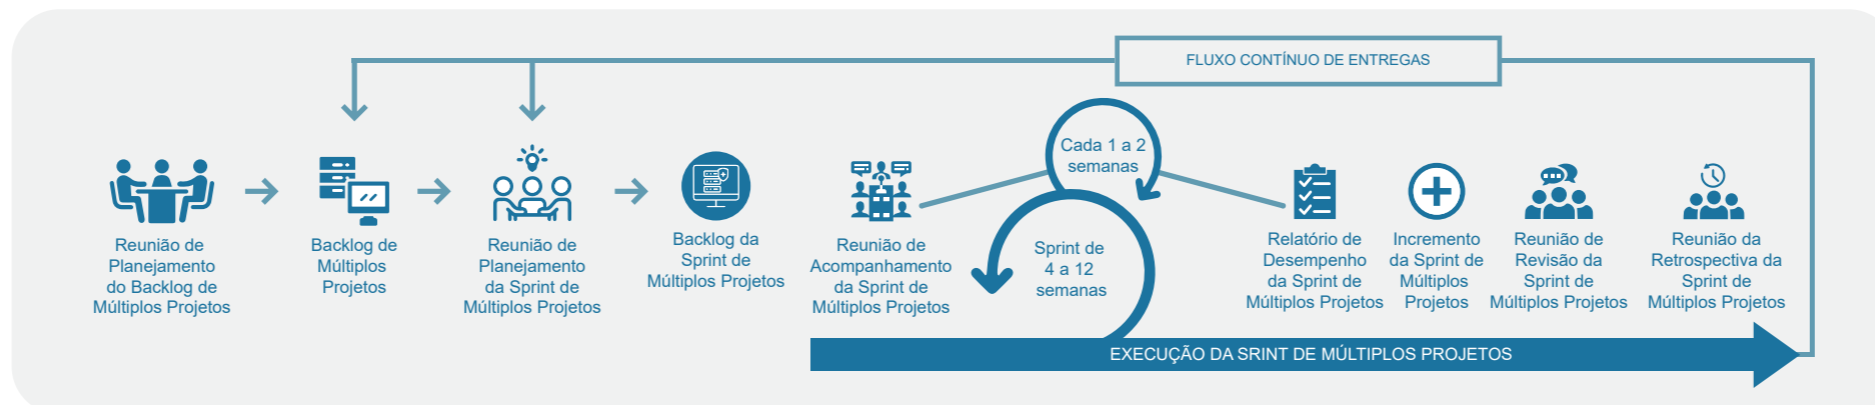 FLUXO CONTÍNUO DE ENTREGAS
Reunião de
Planejamento
do Backlog de
Múltiplos Projetos
Backlog de
Múltiplos
Projetos
Reunião de
Planejamento
da Sprint de
Múltiplos Projetos
Backlog da
Sprint de
Múltiplos Projetos
Reunião de
Acompanhamento
da Sprint de
Múltiplos Projetos
Cada 1 a 2
semanas
Sprint de
4 a 12
semanas
Relatório de
Desempenho
da Sprint de
Múltiplos Projetos
Incremento
da Sprint de
Múltiplos
Projetos
Reunião de
Revisão da
Sprint de
Múltiplos Projetos
Reunião da
Retrospectiva da
Sprint de
Múltiplos Projetos
EXECUÇÃO DA SRINT DE MÚLTIPLOS PROJETOS